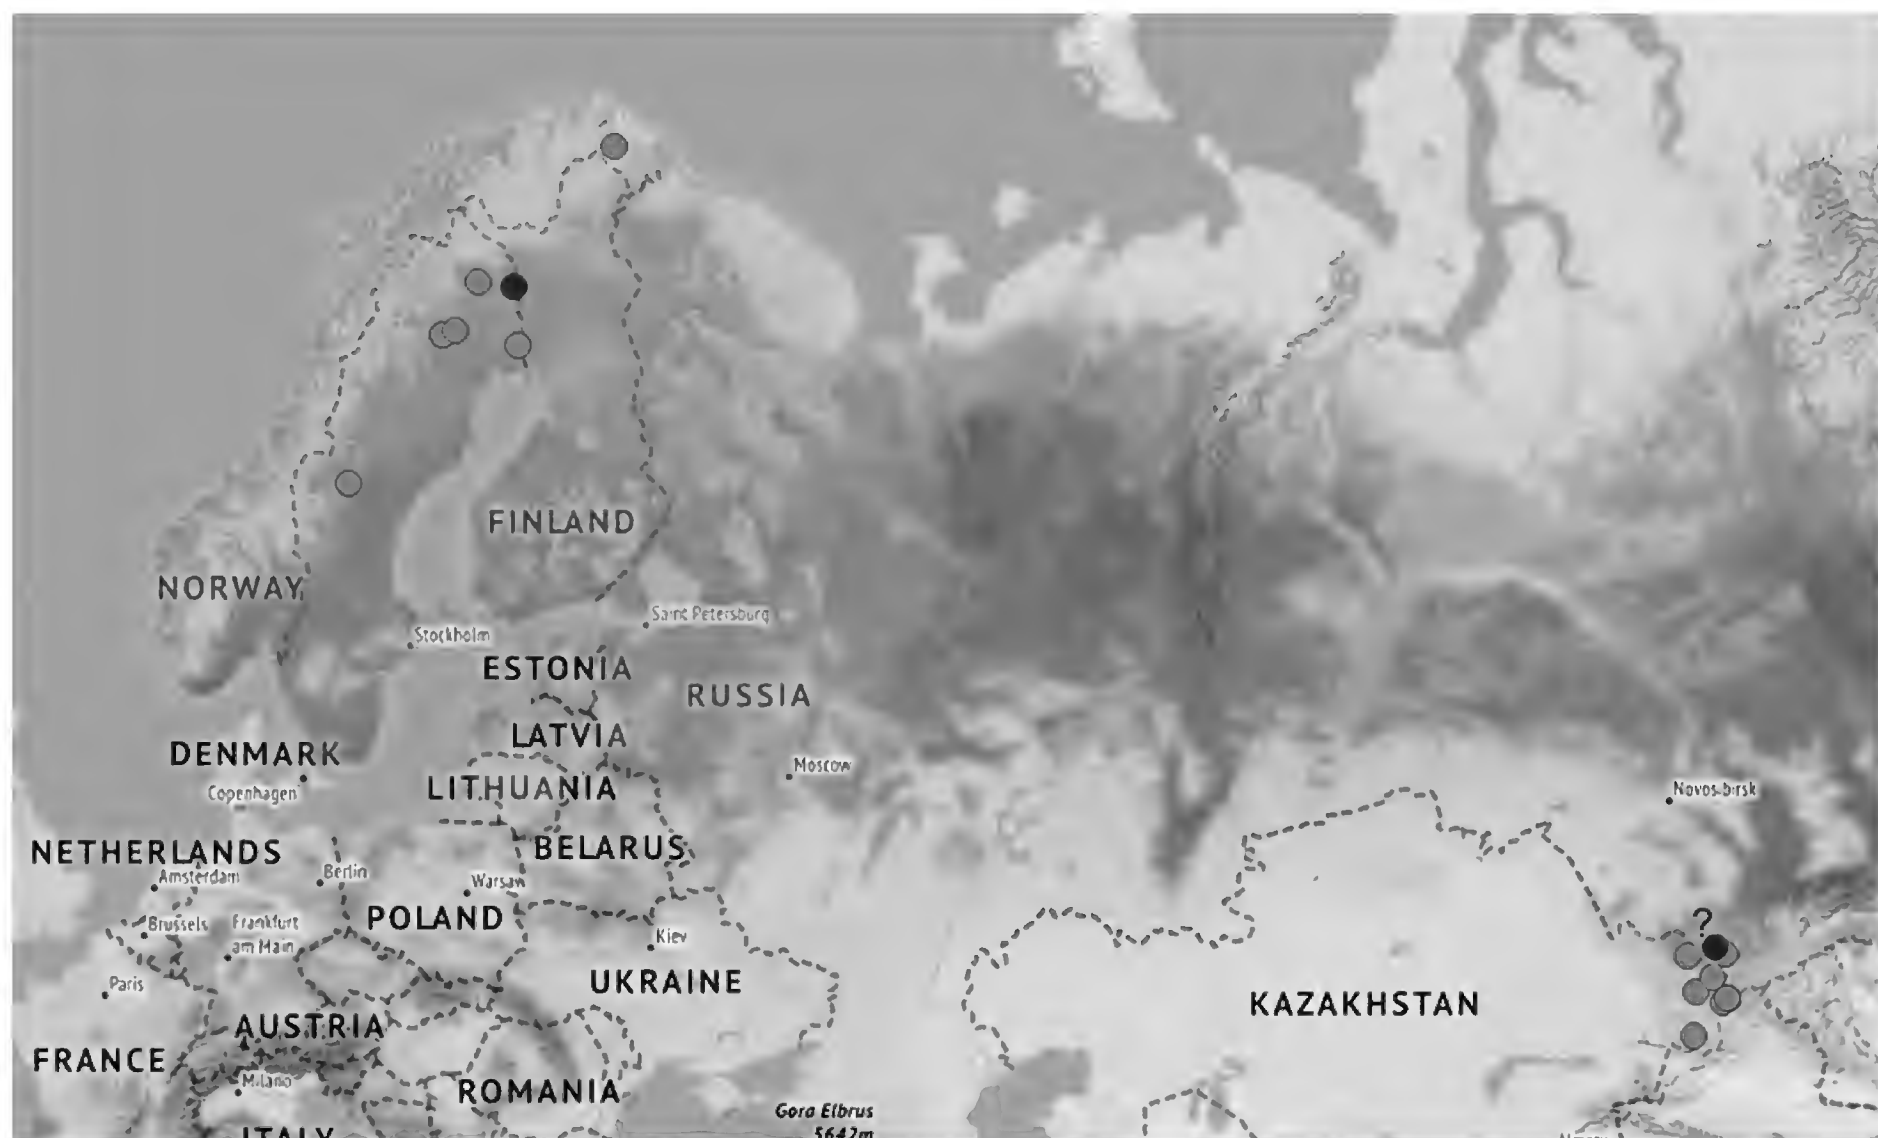 FINLAND
NORWAY
Saint Petersburg
Stockholm
ESTONIA
RUSSIA
LATVIA
DENMARK
Moscow
Copenhagen
LITHUANIA
Novosibirsk
NETHERLANDS
BELARUS
Amsterdam
Berlin
Warsaw
POLAND
Brussels
Frankfurt
am Main
?
Kiev
UKRAINE
Paris
KAZAKHSTAN
AUSTRIA
FRANCE
Milano
ROMANIA
Gora Elbrus
5642m
ITALY